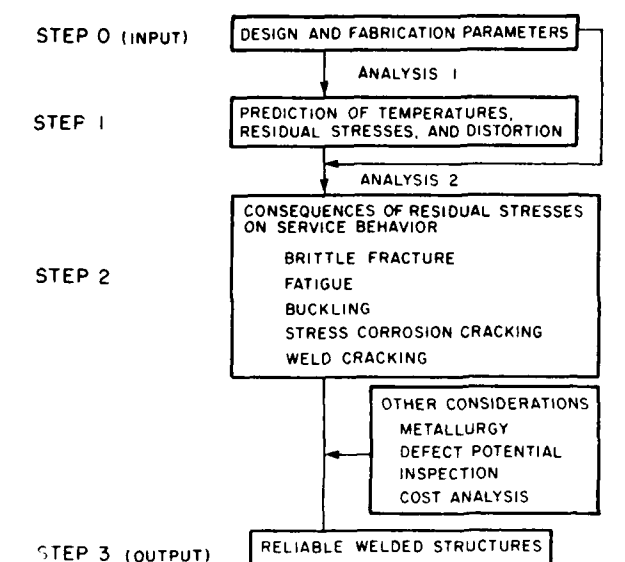 STEP 0 (INPUT)
DESIGN AND FABRICATION PARAMETERS
ANALYSIS 1
STEP 1
PREDICTION OF TEMPERATURES,
RESIDUAL STRESSES, AND DISTORTION
ANALYSIS 2
STEP 2
CONSEQUENCES OF RESIDUAL STRESSES
ON SERVICE BEHAVIOR
BRITTLE FRACTURE
FATIGUE
BUCKLING
STRESS CORROSION CRACKING
WELD CRACKING
OTHER CONSIDERATIONS
METALLURGY
DEFECT POTENTIAL
INSPECTION
COST ANALYSIS
STEP 3 (OUTPUT)
RELIABLE WELDED STRUCTURES